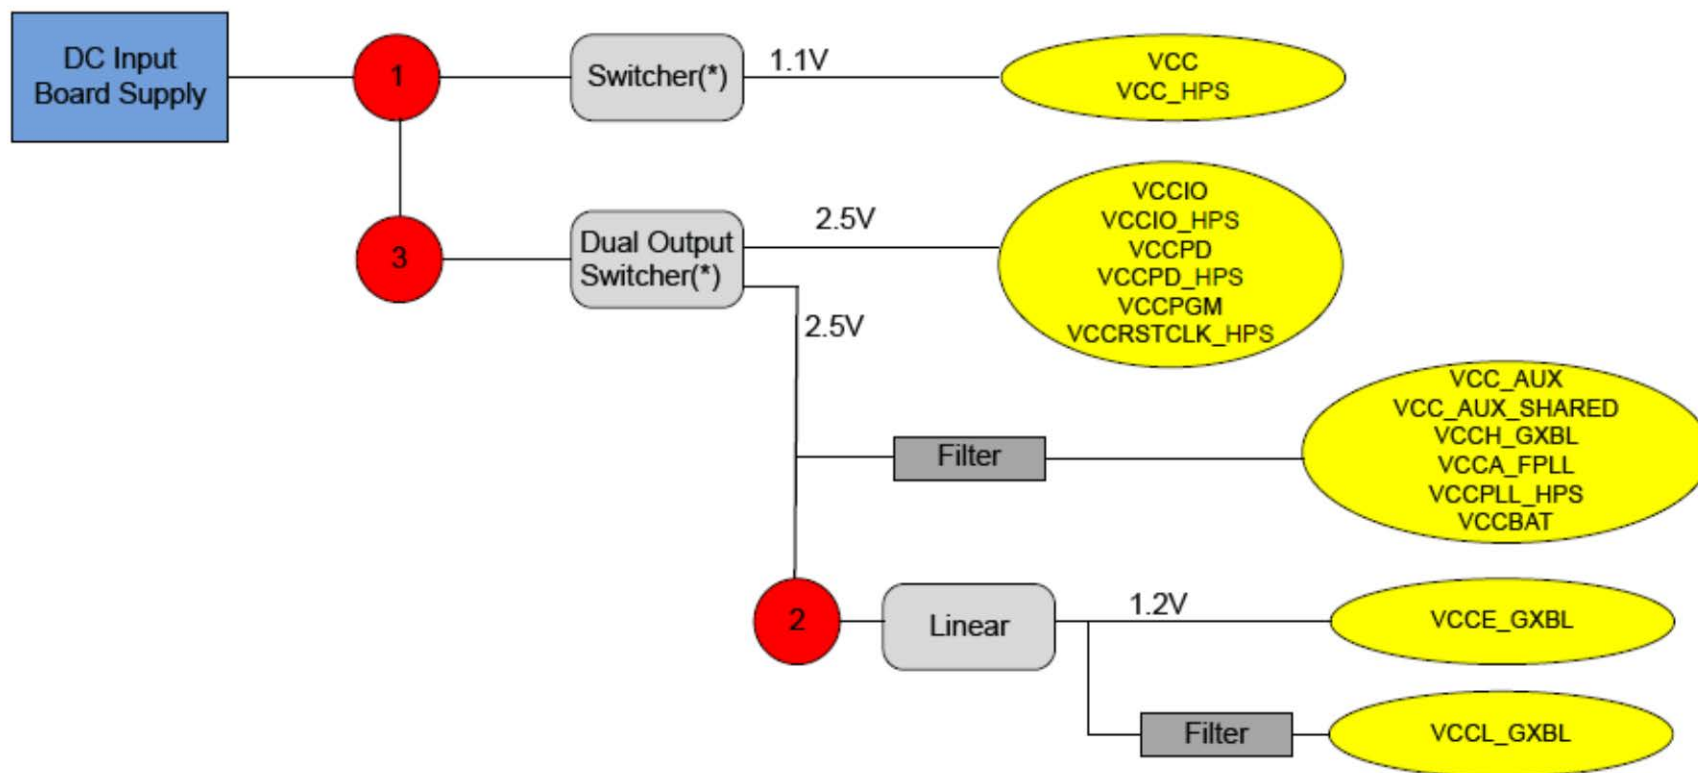 DC Input
Board Supply
1
Switcher(*)
1.1V
VCC
VCC_HPS
3
Dual Output
Switcher(*)
2.5V
2.5V
VCCIO
VCCIO_HPS
VCCPD
VCCPD_HPS
VCCPGM
VCCRSTCLK_HPS
Filter
VCC_AUX
VCC_AUX_SHARED
VCCH_GXBL
VCCA_FPLL
VCCPLL_HPS
VCCBAT
2
Linear
1.2V
VCCE_GXBL
Filter
VCCL_GXBL